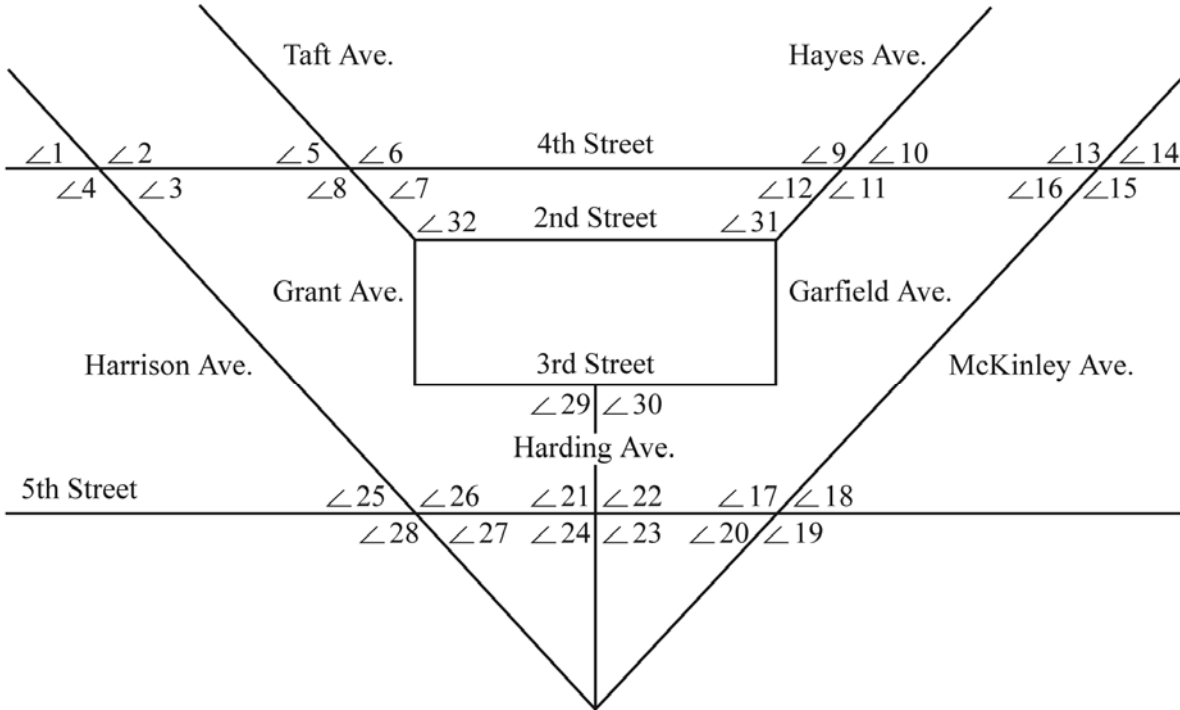 Taft Ave. Hayes Ave.
∠1 ∠2 ∠5 ∠6 4th Street ∠9 ∠10 ∠13 ∠14
∠4 ∠3 ∠8 ∠7 ∠12 ∠11 ∠16 ∠15
∠32 2nd Street ∠31
Grant Ave. Garfield Ave.
Harrison Ave. 3rd Street McKinley Ave.
∠29 ∠30
Harding Ave.
5th Street ∠25 ∠26 ∠21 ∠22 ∠17 ∠18
∠28 ∠27 ∠24 ∠23 ∠20 ∠19